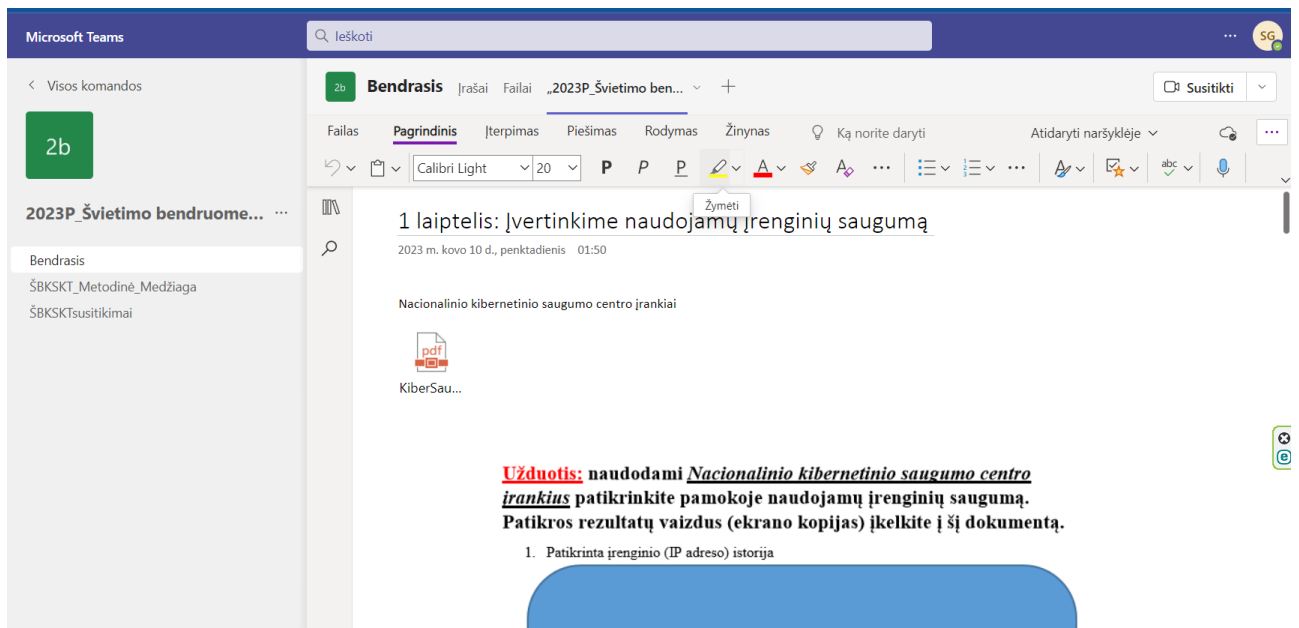 Microsoft Teams
Ieškoti
SG
Visos komandos
2b
2023P_Švietimo bendruome...
Bendrasis
ŠBKSKT_Metodinė_Medžiaga
ŠBKSKTsusitikimai
2b Bendrasis Įrašai Failai „2023P_Švietimo ben... Susitikti
Failas Pagrindinis Įterpimas Piešimas Rodymas Žinynas Ką norite daryti Atidaryti naršyklėje
Calibri Light 20 P P P A A abc
Žymėti
1 laiptelis: Įvertinkime naudojamų įrenginių saugumą
2023 m. kovo 10 d., penktadienis 01:50
Nacionalinio kibernetinio saugumo centro įrankiai
pdf
KiberSau...
Užduotis: naudodami Nacionalinio kibernetinio saugumo centro
įrankius patikrinkite pamokoje naudojamų įrenginių saugumą.
Patikros rezultatų vaizdus (ekrano kopijas) įkelkite į šį dokumentą.
1. Patikrinta įrenginio (IP adreso) istorija